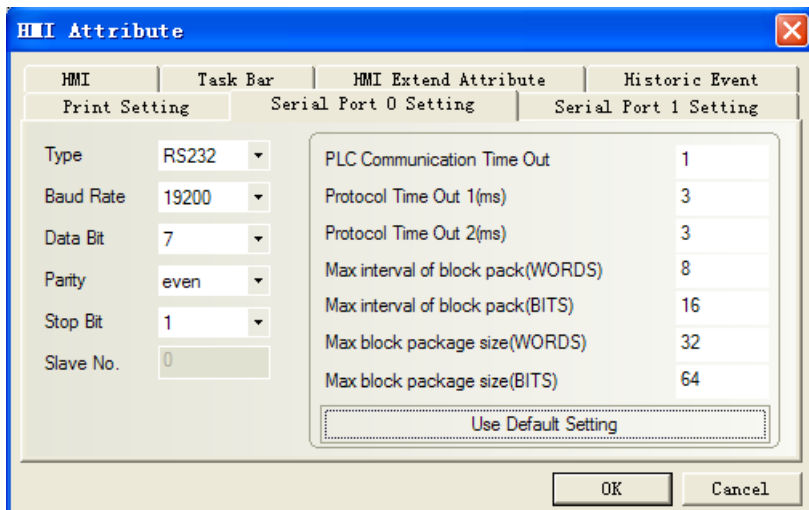 HMI Attribute
HMI Task Bar HMI Extend Attribute Historic Event
Print Setting Serial Port 0 Setting Serial Port 1 Setting
Type RS232 PLC Communication Time Out 1
Baud Rate 19200 Protocol Time Out 1(ms) 3
Data Bit 7 Protocol Time Out 2(ms) 3
Parity even Max interval of block pack(WORDS) 8
Stop Bit 1 Max interval of block pack(BITS) 16
Slave No. 0 Max block package size(WORDS) 32
Max block package size(BITS) 64
Use Default Setting
OK Cancel